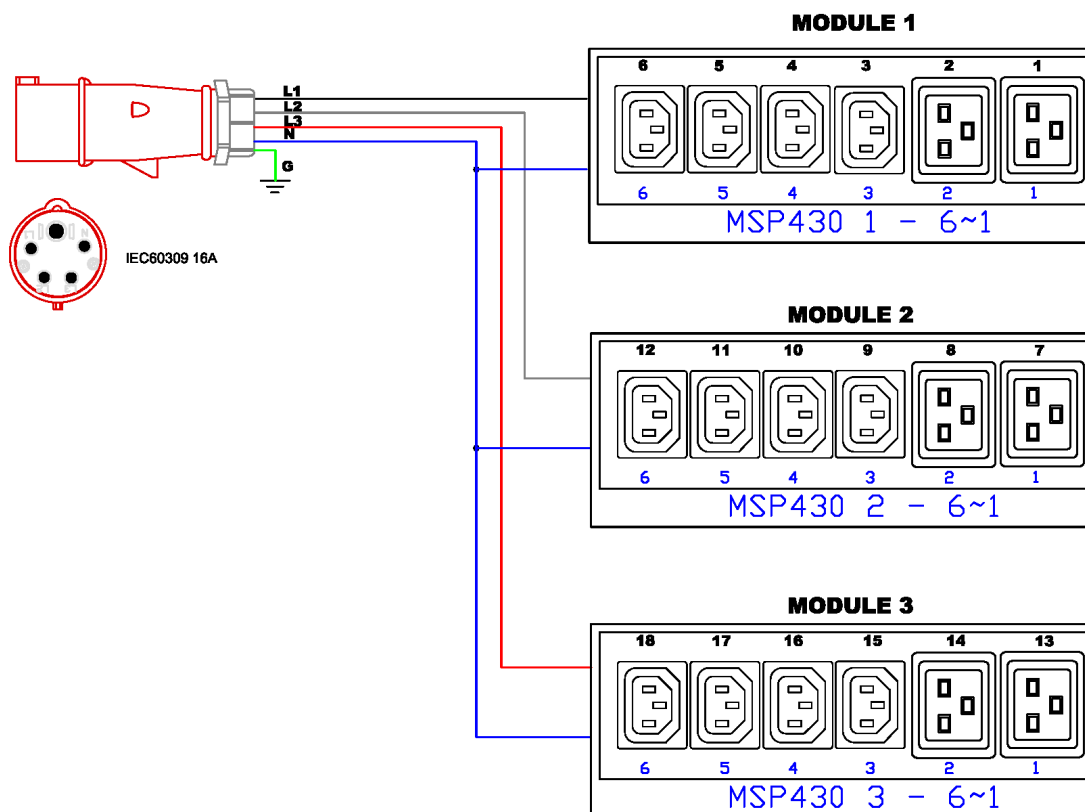 MODULE 1
6 5 4 3 2 1
L1
L2
L3
N
G
6 5 4 3 2 1
MSP430 1 - 6~1
IEC60309 16A
MODULE 2
12 11 10 9 8 7
6 5 4 3 2 1
MSP430 2 - 6~1
MODULE 3
18 17 16 15 14 13
6 5 4 3 2 1
MSP430 3 - 6~1